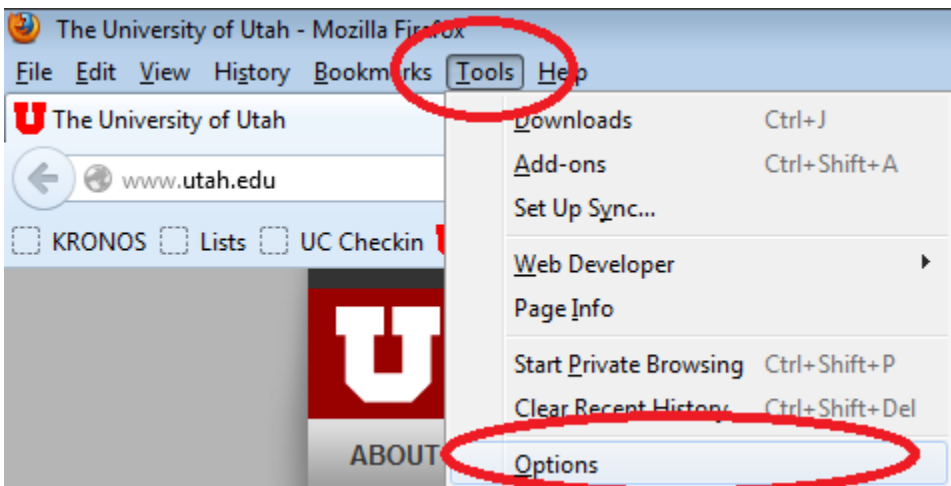 The University of Utah - Mozilla Firefox
File Edit View History Bookmarks Tools Help
The University of Utah
www.utah.edu
KRONOS Lists UC Checkin
Downloads Ctrl+J
Add-ons Ctrl+Shift+A
Set Up Sync...
Web Developer
Page Info
Start Private Browsing Ctrl+Shift+P
Clear Recent History... Ctrl+Shift+Del
Options
U
ABOUT